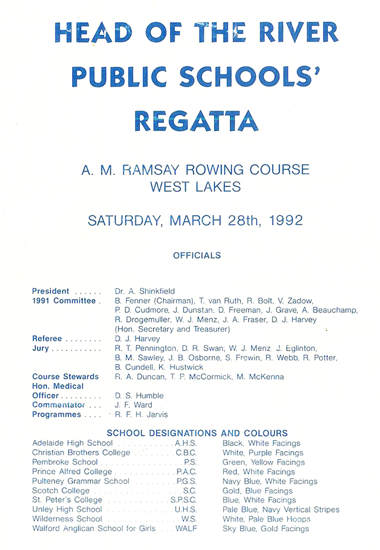 HEAD OF THE RIVER
PUBLIC SCHOOLS'
REGATTA
A. M. RAMSAY ROWING COURSE
WEST LAKES
SATURDAY, MARCH 28th, 1992
OFFICIALS
President ...... Dr. A. Shinkfield
1991 Committee . B. Fenner (Chairman), T. van Ruth, R. Bolt, V. Zadow,
P. D. Cudmore, J. Dunstan, D. Freeman, J. Grave, A. Beauchamp,
R. Drogemuller, W. J. Menz, J. A. Fraser, D. J. Harvey
(Hon. Secretary and Treasurer)
Referee ........ D. J. Harvey
Jury ........... R. T. Pennington, D. R. Swan, W. J. Menz, J. Eglinton,
B. M. Sawley, J. B. Osborne, S. Frowin, R. Webb, R. Potter,
B. Cundell, K. Hustwick
Course Stewards R. A. Duncan, T. P. McCormick, M. McKenna
Hon. Medical
Officer ......... D. S. Humble
Commentator ... J. F. Ward
Programmes .... R. F. H. Jarvis
SCHOOL DESIGNATIONS AND COLOURS
Adelaide High School ........... A.H.S. Black, White Facings
Christian Brothers College ........ C.B.C. White, Purple Facings
Pembroke School ............. P.S. Green, Yellow Facings
Prince Alfred College ............ P.A.C. Red, White Facings
Pulteney Grammar School ....... P.G.S. Navy Blue, White Facings
Scotch College ............... S.C. Gold, Blue Facings
St. Peter's College ............ S.P.S.C. Blue, White Facings
Unley High School ............ U.H.S. Pale Blue, Navy Vertical Stripes
Wilderness School ............. W.S. White, Pale Blue Hoops
Walford Anglican School for Girls ... WALF Sky Blue, Gold Facings